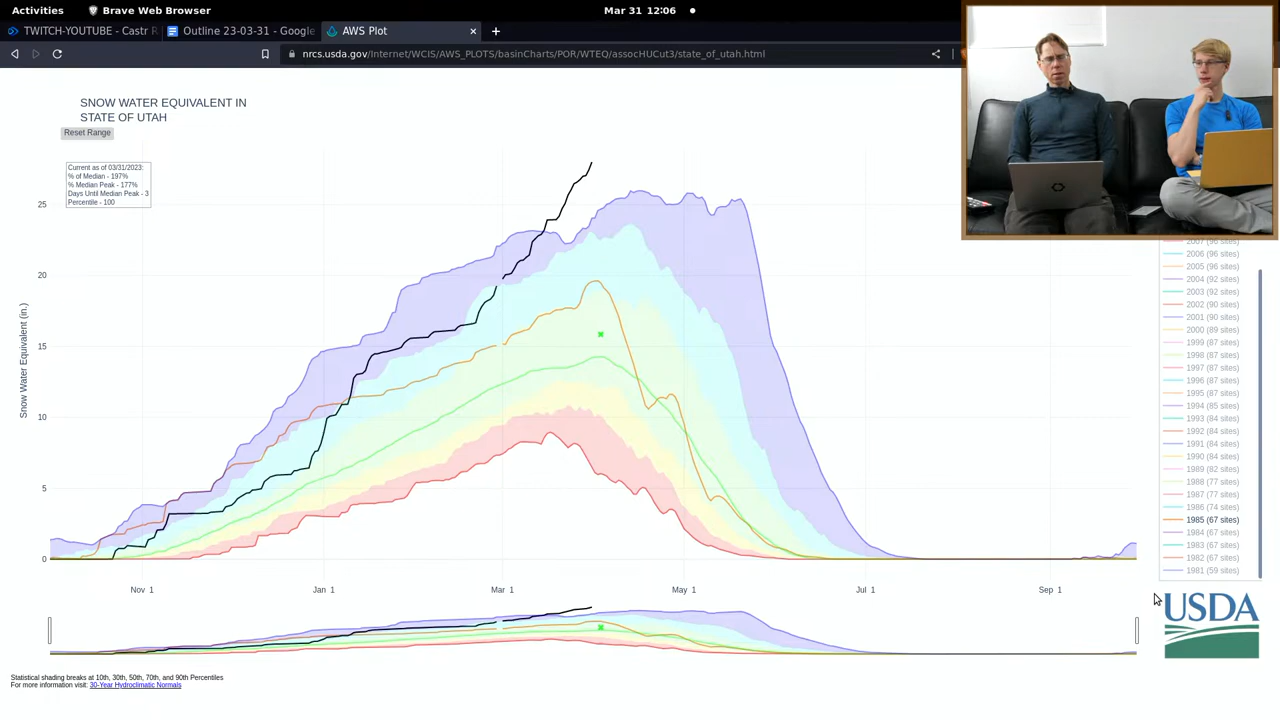 Activities
Brave Web Browser
Mar 31 12:06
TWITCH-YOUTUBE - Castr R
Outline 23-03-31 - Google
AWS Plot
nrcs.usda.gov/Internet/WCIS/AWS_PLOTS/basinCharts/POR/WTEQ/assocHUCut3/state_of_utah.html
SNOW WATER EQUIVALENT IN
STATE OF UTAH
Reset Range
Current as of 03/31/2023:
% of Median - 197%
% Median Peak - 177%
Days Until Median Peak - 3
Percentile - 100
25
20
15
10
5
0
Snow Water Equivalent (in.)
Nov 1
Jan 1
Mar 1
May 1
Jul 1
Sep 1
2007 (96 sites)
2006 (96 sites)
2005 (96 sites)
2004 (92 sites)
2003 (92 sites)
2002 (90 sites)
2001 (90 sites)
2000 (89 sites)
1999 (87 sites)
1998 (87 sites)
1997 (87 sites)
1996 (87 sites)
1995 (87 sites)
1994 (85 sites)
1993 (84 sites)
1992 (84 sites)
1991 (84 sites)
1990 (84 sites)
1989 (82 sites)
1988 (77 sites)
1987 (77 sites)
1986 (74 sites)
1985 (67 sites)
1984 (67 sites)
1983 (67 sites)
1982 (67 sites)
1981 (59 sites)
USDA
Statistical shading breaks at 10th, 30th, 50th, 70th, and 90th Percentiles
For more information visit: 30-Year Hydroclimatic Normals